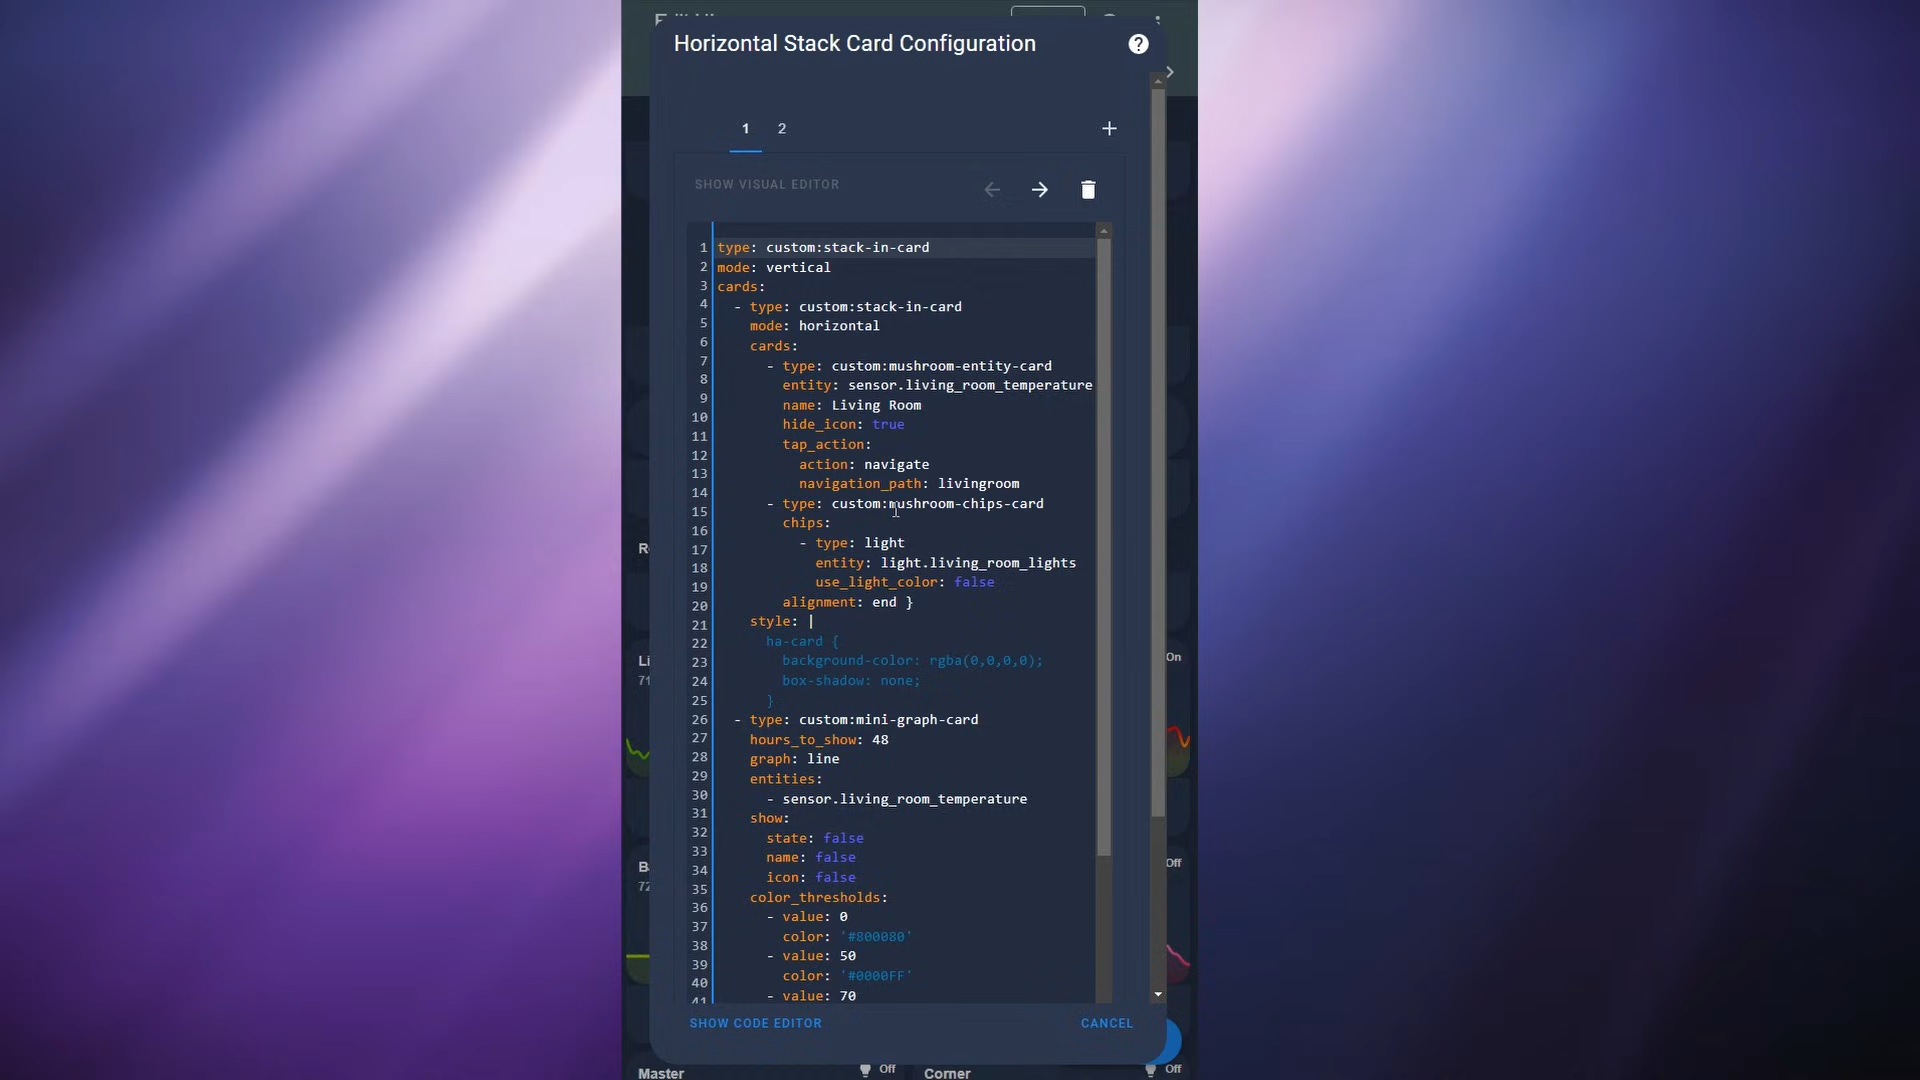 Horizontal Stack Card Configuration
?
1 2 +
SHOW VISUAL EDITOR
1 type: custom:stack-in-card
2 mode: vertical
3 cards:
4 - type: custom:stack-in-card
5 mode: horizontal
6 cards:
7 - type: custom:mushroom-entity-card
8 entity: sensor.living_room_temperature
9 name: Living Room
10 hide_icon: true
11 tap_action:
12 action: navigate
13 navigation_path: livingroom
14 - type: custom:mushroom-chips-card
15 chips:
16 - type: light
17 entity: light.living_room_lights
18 use_light_color: false
19 alignment: end }
20 style: |
21 ha-card {
22 background-color: rgba(0,0,0,0);
23 box-shadow: none;
24 }
25 - type: custom:mini-graph-card
26 hours_to_show: 48
27 graph: line
28 entities:
29 - sensor.living_room_temperature
30 show:
31 state: false
32 name: false
33 icon: false
34 color_thresholds:
35 - value: 0
36 color: '#800080'
37 - value: 50
38 color: '#0000FF'
39 - value: 70
40
41
On
Off
SHOW CODE EDITOR CANCEL
Master Off Corner Off